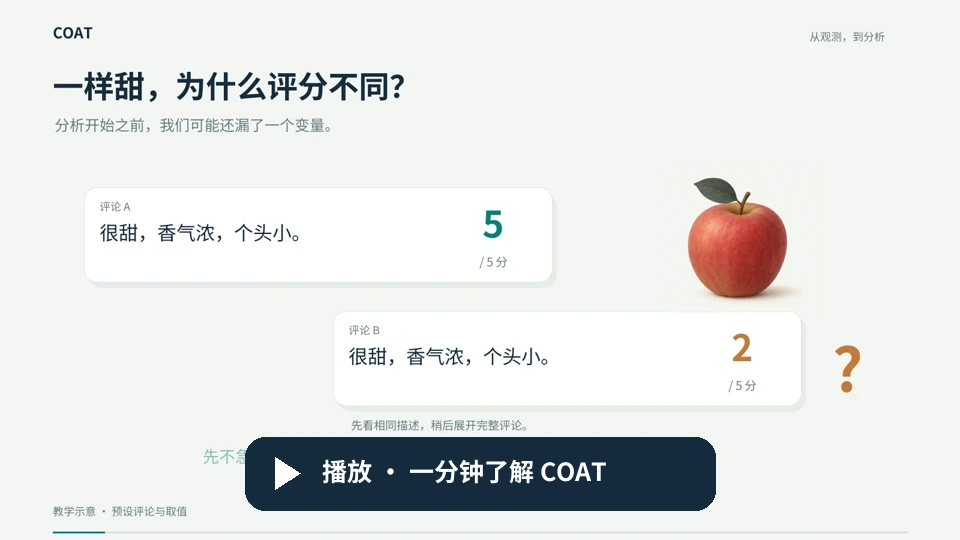 COAT
从观测，到分析
一样甜，为什么评分不同？
分析开始之前，我们可能还漏了一个变量。
评论 A
很甜，香气浓，个头小。
5
/ 5 分
评论 B
很甜，香气浓，个头小。
2
/ 5 分
?
先看相同描述，稍后展开完整评论。
先不急
播放 · 一分钟了解 COAT
教学示意 · 预设评论与取值